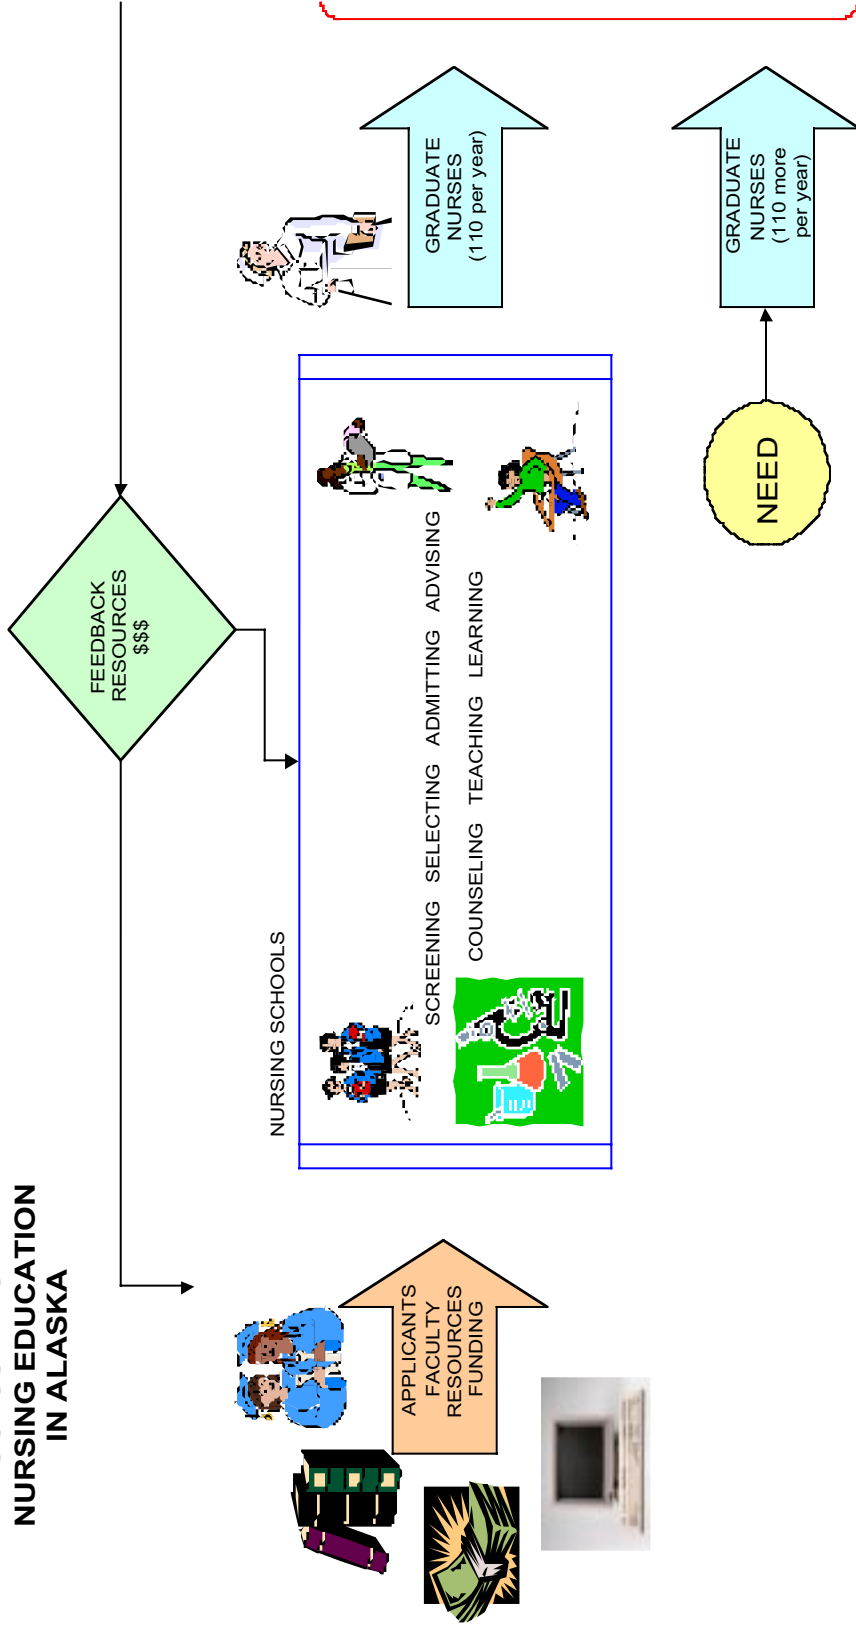 NURSING EDUCATION
IN ALASKA
FEEDBACK
RESOURCES
$$$
NURSING SCHOOLS
APPLICANTS
FACULTY
RESOURCES
FUNDING
SCREENING SELECTING ADMITTING ADVISING
COUNSELING TEACHING LEARNING
GRADUATE
NURSES
(110 per year)
NEED
GRADUATE
NURSES
(110 more
per year)